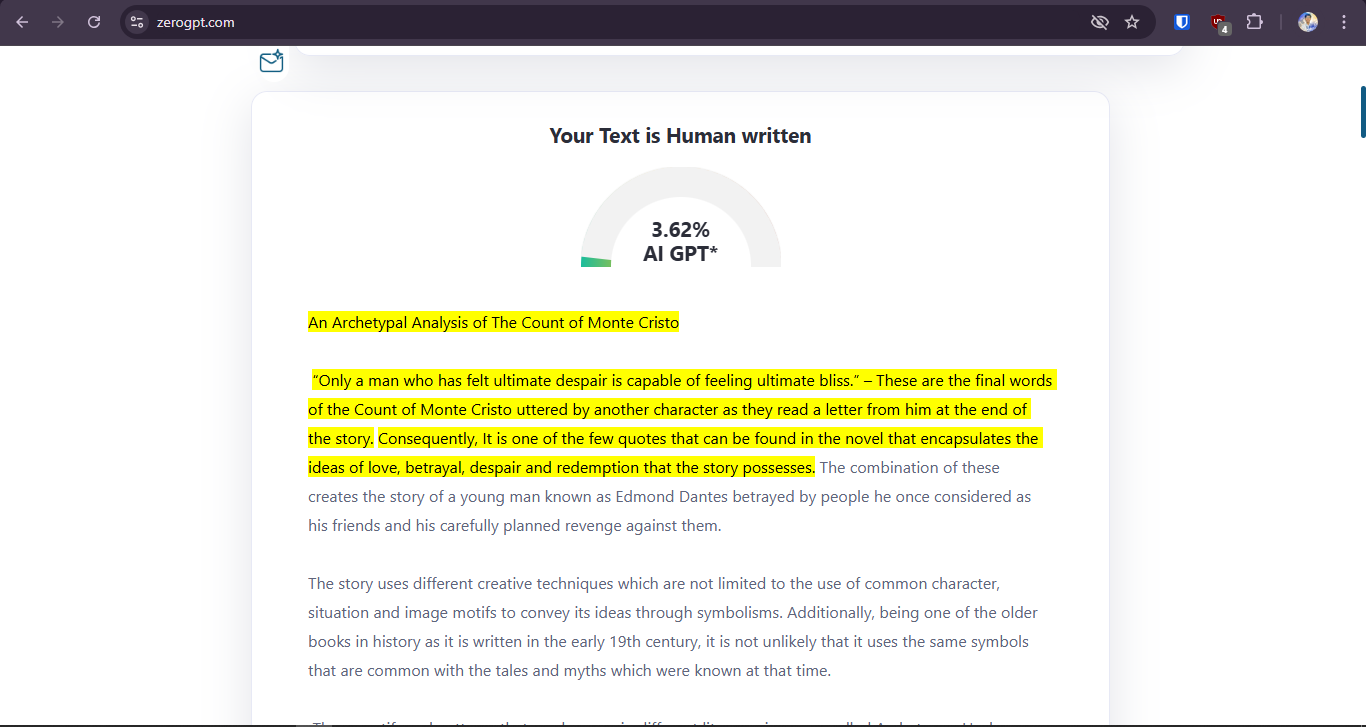 zerogpt.com
4
Your Text is Human written
3.62%
AI GPT*
An Archetypal Analysis of The Count of Monte Cristo
“Only a man who has felt ultimate despair is capable of feeling ultimate bliss.” – These are the final words
of the Count of Monte Cristo uttered by another character as they read a letter from him at the end of
the story. Consequently, It is one of the few quotes that can be found in the novel that encapsulates the
ideas of love, betrayal, despair and redemption that the story possesses. The combination of these
creates the story of a young man known as Edmond Dantes betrayed by people he once considered as
his friends and his carefully planned revenge against them.
The story uses different creative techniques which are not limited to the use of common character,
situation and image motifs to convey its ideas through symbolisms. Additionally, being one of the older
books in history as it is written in the early 19th century, it is not unlikely that it uses the same symbols
that are common with the tales and myths which were known at that time.